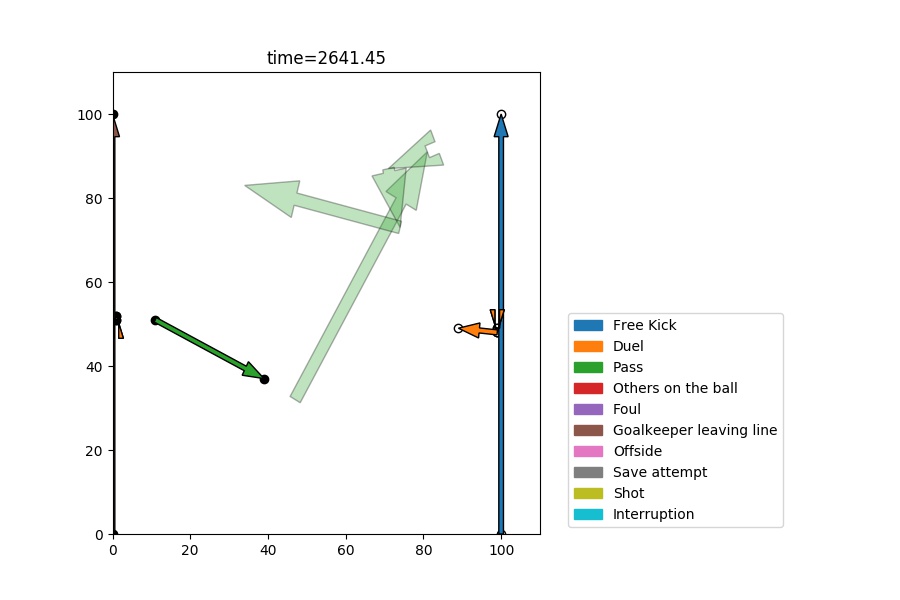 time=2641.45
100
80
60
40
20
0
0
20
40
60
80
100
Free Kick
Duel
Pass
Others on the ball
Foul
Goalkeeper leaving line
Offside
Save attempt
Shot
Interruption